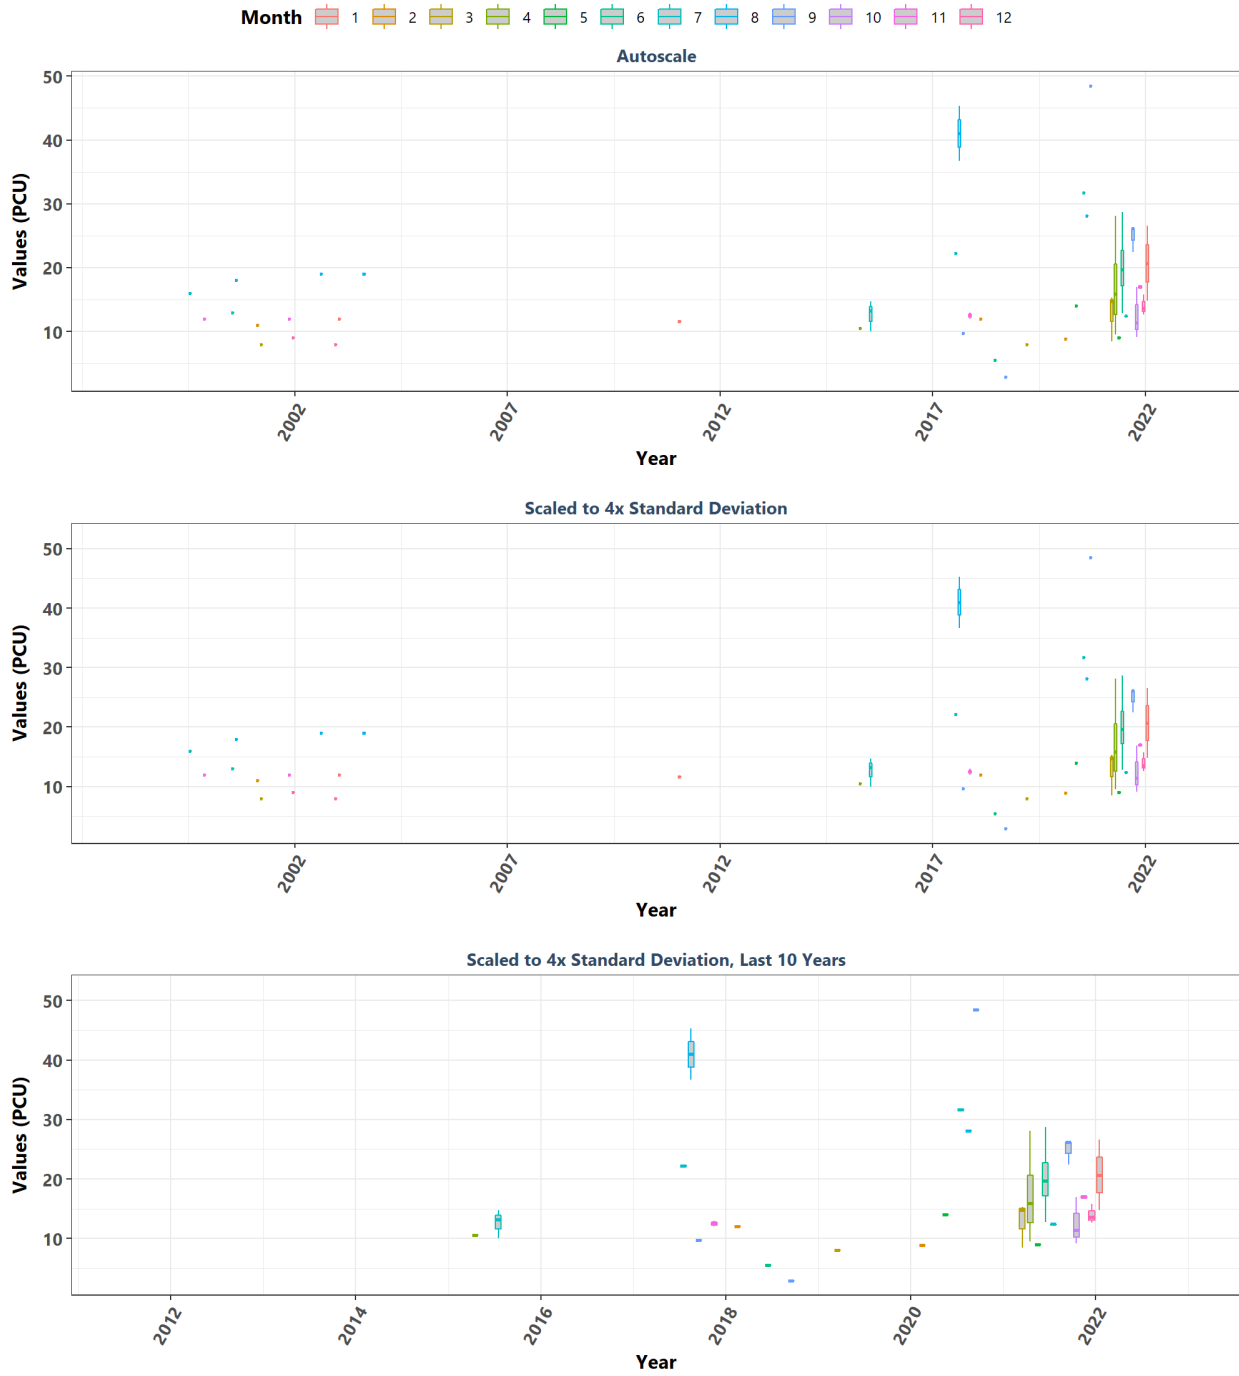 Month 1 2 3 4 5 6 7 8 9 10 11 12
Autoscale
50
40
30
20
10
Values (PCU)
2002 2007 2012 2017 2022
Year
Scaled to 4x Standard Deviation
50
40
30
20
10
Values (PCU)
2002 2007 2012 2017 2022
Year
Scaled to 4x Standard Deviation, Last 10 Years
50
40
30
20
10
Values (PCU)
2012 2014 2016 2018 2020 2022
Year